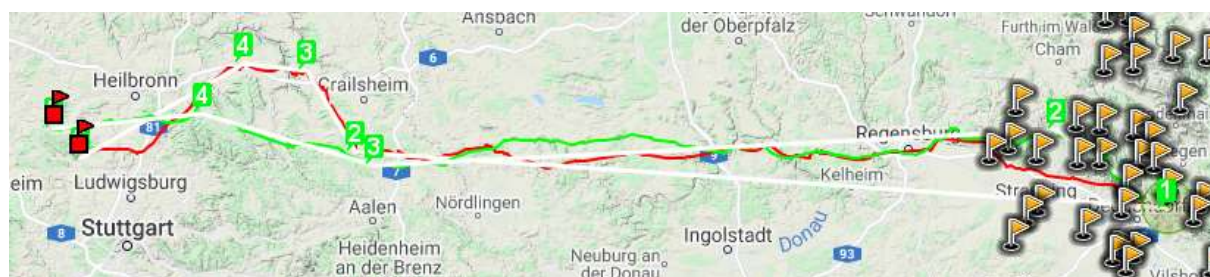 Ansbach
der Oberpfalz
Schwandorf
Furth im Wald
Cham
6
4
3
Heilbronn
Crailsheim
4
2
81
2
3
Regensburg
9
7
Kelheim
Ludwigsburg
1
Aalen
Nördlingen
8
Stuttgart
Ingolstadt
Donau
Heidenheim
an der Brenz
Neuburg an
der Donau
93